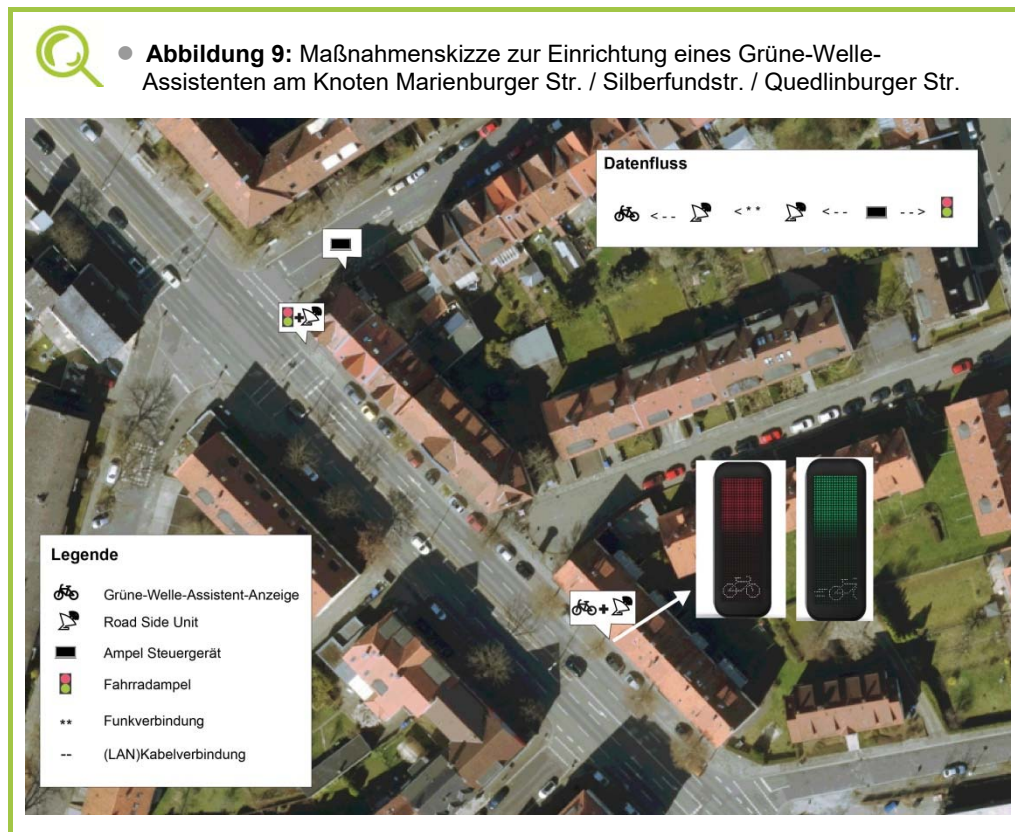 Abbildung 9: Maßnahmenskizze zur Einrichtung eines Grüne-Welle-
Assistenten am Knoten Marienburger Str. / Silberfundstr. / Quedlinburger Str.
Datenfluss
<-- <** <-- -->
+
+
Legende
Grüne-Welle-Assistent-Anzeige
Road Side Unit
Ampel Steuergerät
Fahrradampel
** Funkverbindung
-- (LAN)Kabelverbindung